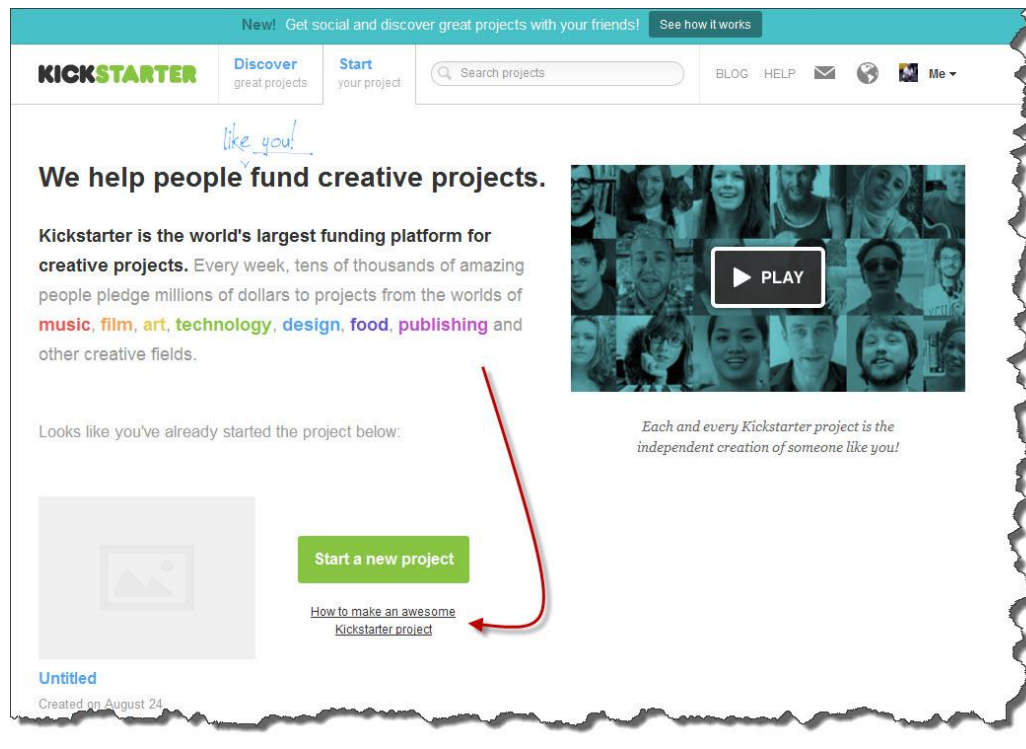 New! Get social and discover great projects with your friends! See how it works
KICKSTARTER
Discover
great projects
Start
your project
Search projects
BLOG HELP
Me
like you!
We help people fund creative projects.
Kickstarter is the world's largest funding platform for
creative projects. Every week, tens of thousands of amazing
people pledge millions of dollars to projects from the worlds of
music, film, art, technology, design, food, publishing and
other creative fields.
PLAY
Each and every Kickstarter project is the
independent creation of someone like you!
Looks like you've already started the project below:
Start a new project
How to make an awesome
Kickstarter project
Untitled
Created on August 24